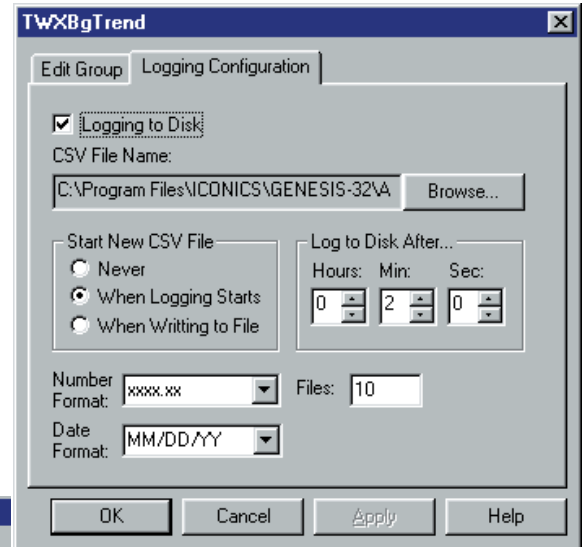 TWXBgTrend
Edit Group Logging Configuration
Logging to Disk
CSV File Name:
C:\Program Files\ICONICS\GENESIS-32\A Browse...
Start New CSV File Log to Disk After...
Never Hours: Min: Sec:
When Logging Starts 0 2 0
When Writting to File
Number Format: xxxx.xx Files: 10
Date Format: MM/DD/YY
OK Cancel Apply Help